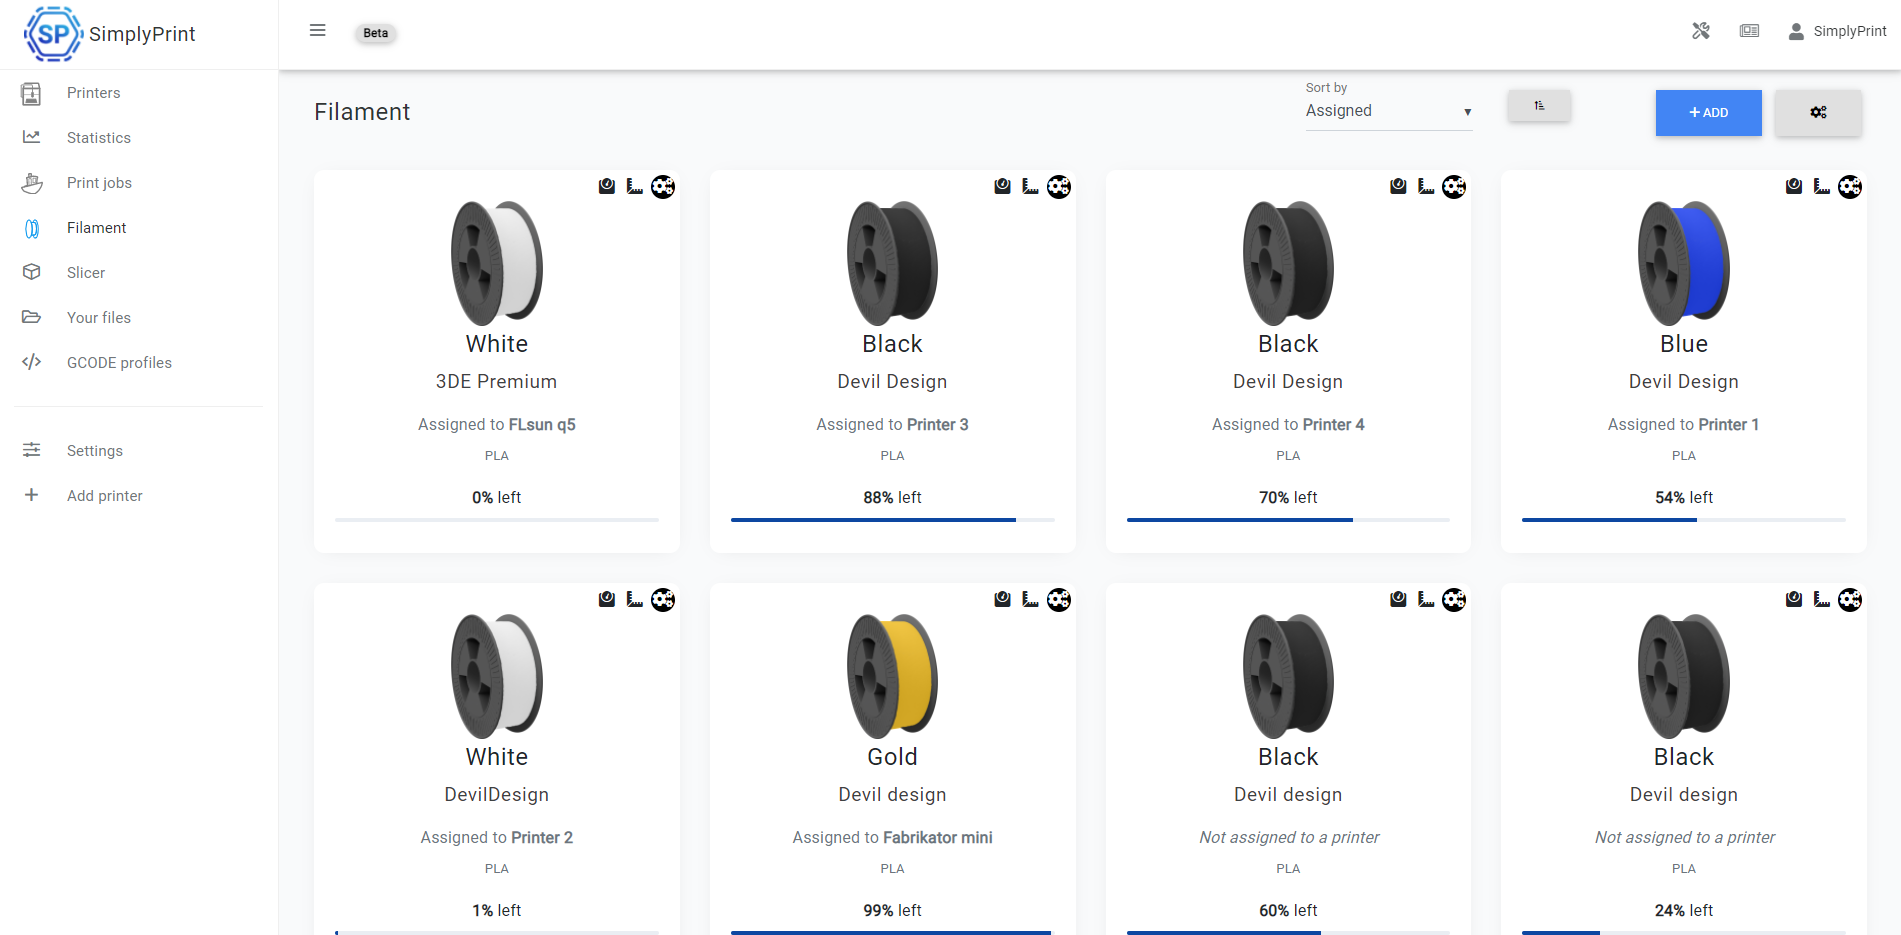 SP SimplyPrint
Beta
SimplyPrint
Printers
Statistics
Print jobs
Filament
Slicer
Your files
GCODE profiles
Settings
Add printer
Filament
Sort by
Assigned
+ ADD
White
3DE Premium
Assigned to FLsun q5
PLA
0% left
Black
Devil Design
Assigned to Printer 3
PLA
88% left
Black
Devil Design
Assigned to Printer 4
PLA
70% left
Blue
Devil Design
Assigned to Printer 1
PLA
54% left
White
DevilDesign
Assigned to Printer 2
PLA
1% left
Gold
Devil design
Assigned to Fabrikator mini
PLA
99% left
Black
Devil design
Not assigned to a printer
PLA
60% left
Black
Devil design
Not assigned to a printer
PLA
24% left